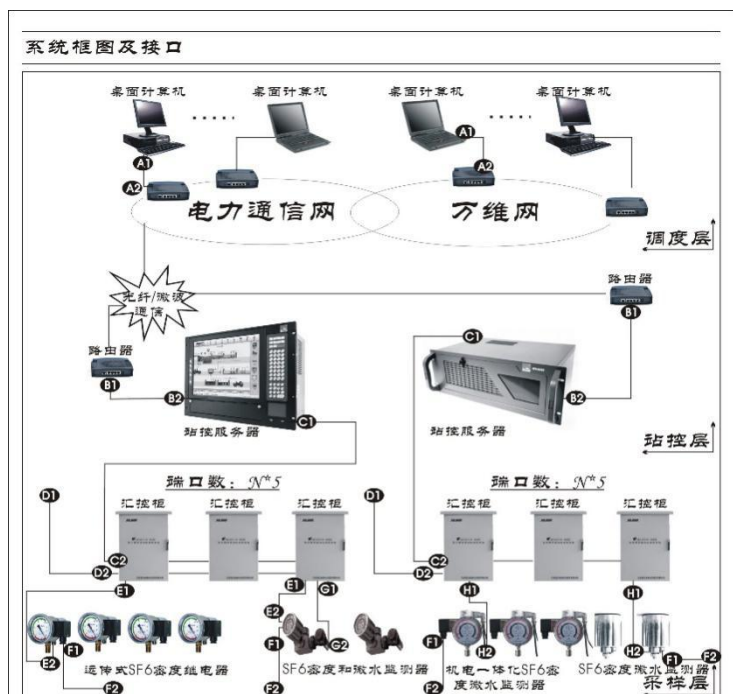 系统框图及接口
桌面计算机 桌面计算机 桌面计算机 桌面计算机
A1 A1
A2 A2
电力通信网 万维网
调度层
路由器
光纤/微波
通信
B1
C1
路由器
B1 B2 B2
C1
站控服务器 站控服务器
站控层
端口数：N*5 端口数：N*5
D1 汇控柜 汇控柜 汇控柜 D1 汇控柜 汇控柜 汇控柜
C2 C2
D2 D2
E1 E1 G1 H1 H1
E2
F1 F1 G2 F1 H2 H2 F1 F2
E2
远传式SF6密度继电器 SF6密度和微水监测器 机电一体化SF6密 SF6密度微水监测器
度微水监测器
F2 F2 F2
采样层